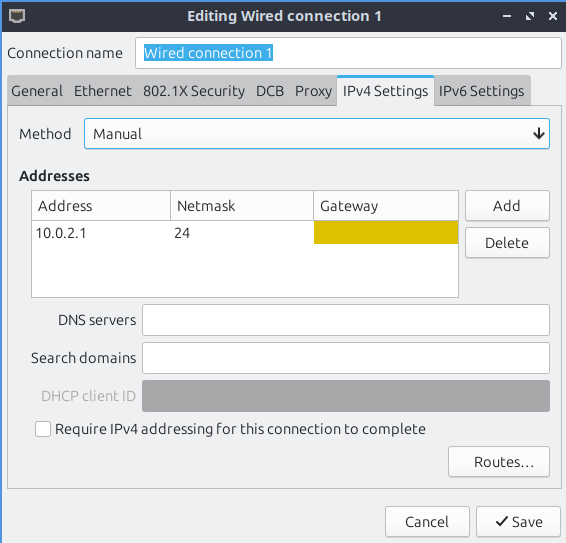 Editing Wired connection 1
Connection name Wired connection 1
General Ethernet 802.1X Security DCB Proxy IPv4 Settings IPv6 Settings
Method Manual
Addresses
Address Netmask Gateway Add
10.0.2.1 24
Delete
DNS servers
Search domains
DHCP client ID
Require IPv4 addressing for this connection to complete
Routes...
Cancel Save